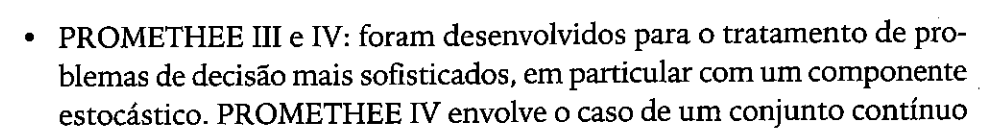 • PROMETHEE III e IV: foram desenvolvidos para o tratamento de pro-
blemas de decisão mais sofisticados, em particular com um componente
estocástico. PROMETHEE IV envolve o caso de um conjunto contínuo